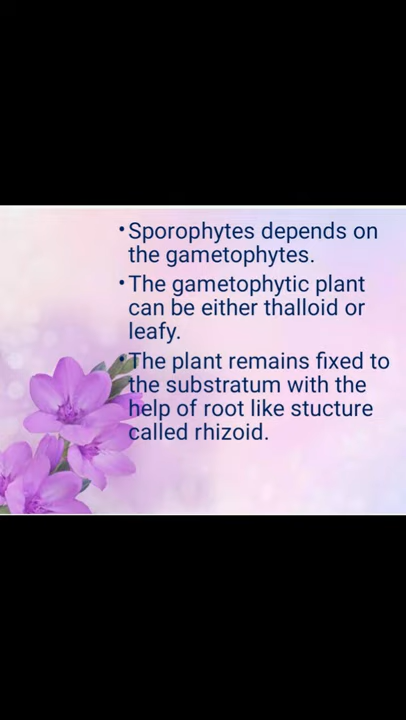 • Sporophytes depends on
the gametophytes.
• The gametophytic plant
can be either thalloid or
leafy.
• The plant remains fixed to
the substratum with the
help of root like stucture
called rhizoid.